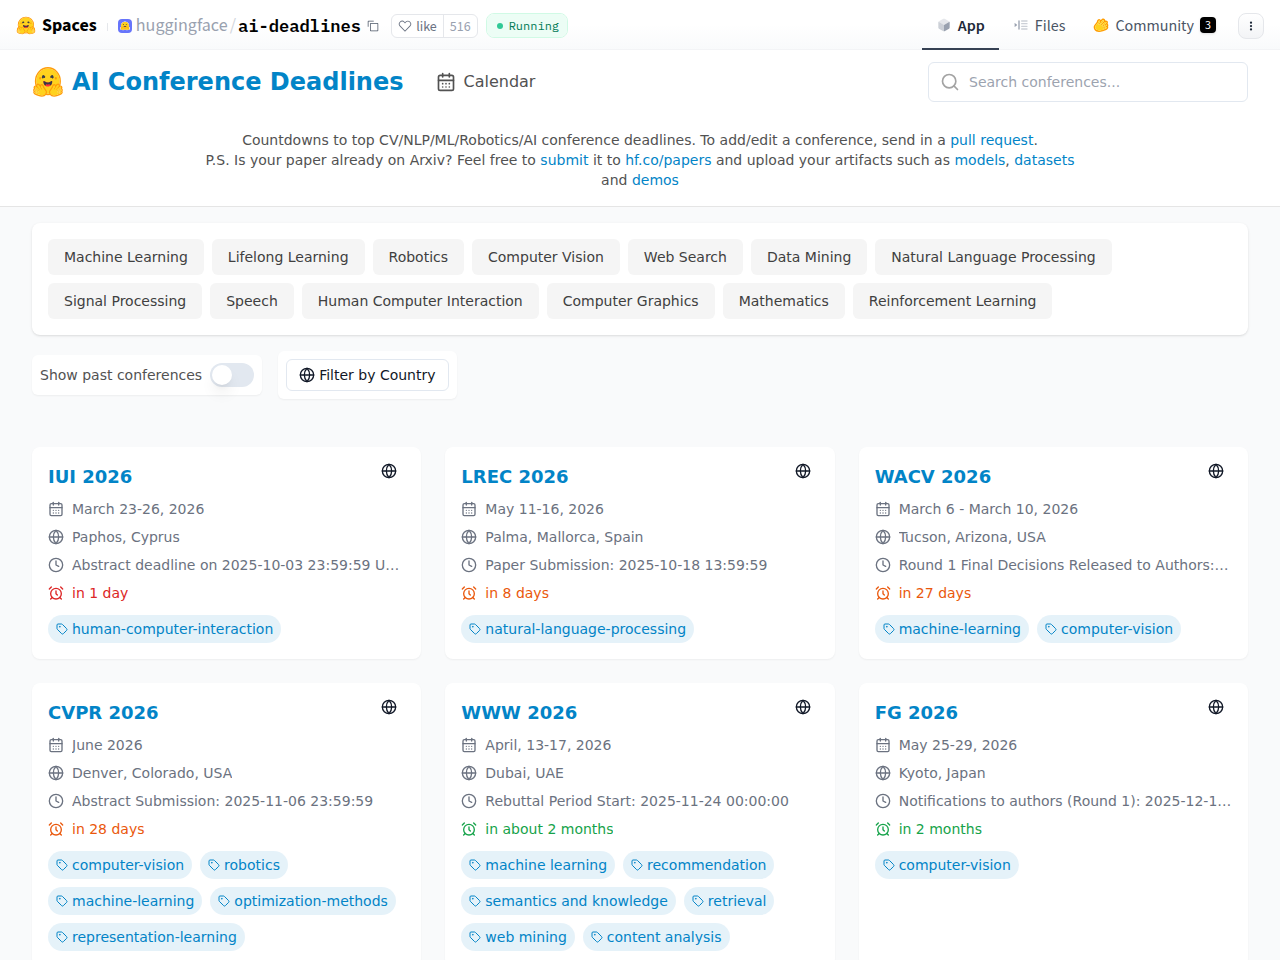 Spaces
huggingface/ai-deadlines
like 516
Running
App
Files
Community 3
AI Conference Deadlines
Calendar
Search conferences...
Countdowns to top CV/NLP/ML/Robotics/AI conference deadlines. To add/edit a conference, send in a pull request.
P.S. Is your paper already on Arxiv? Feel free to submit it to hf.co/papers and upload your artifacts such as models, datasets
and demos
Machine Learning
Lifelong Learning
Robotics
Computer Vision
Web Search
Data Mining
Natural Language Processing
Signal Processing
Speech
Human Computer Interaction
Computer Graphics
Mathematics
Reinforcement Learning
Show past conferences
Filter by Country
IUI 2026
March 23-26, 2026
Paphos, Cyprus
Abstract deadline on 2025-10-03 23:59:59 U...
in 1 day
human-computer-interaction
LREC 2026
May 11-16, 2026
Palma, Mallorca, Spain
Paper Submission: 2025-10-18 13:59:59
in 8 days
natural-language-processing
WACV 2026
March 6 - March 10, 2026
Tucson, Arizona, USA
Round 1 Final Decisions Released to Authors:...
in 27 days
machine-learning
computer-vision
CVPR 2026
June 2026
Denver, Colorado, USA
Abstract Submission: 2025-11-06 23:59:59
in 28 days
computer-vision
robotics
machine-learning
optimization-methods
representation-learning
WWW 2026
April, 13-17, 2026
Dubai, UAE
Rebuttal Period Start: 2025-11-24 00:00:00
in about 2 months
machine learning
recommendation
semantics and knowledge
retrieval
web mining
content analysis
FG 2026
May 25-29, 2026
Kyoto, Japan
Notifications to authors (Round 1): 2025-12-1...
in 2 months
computer-vision